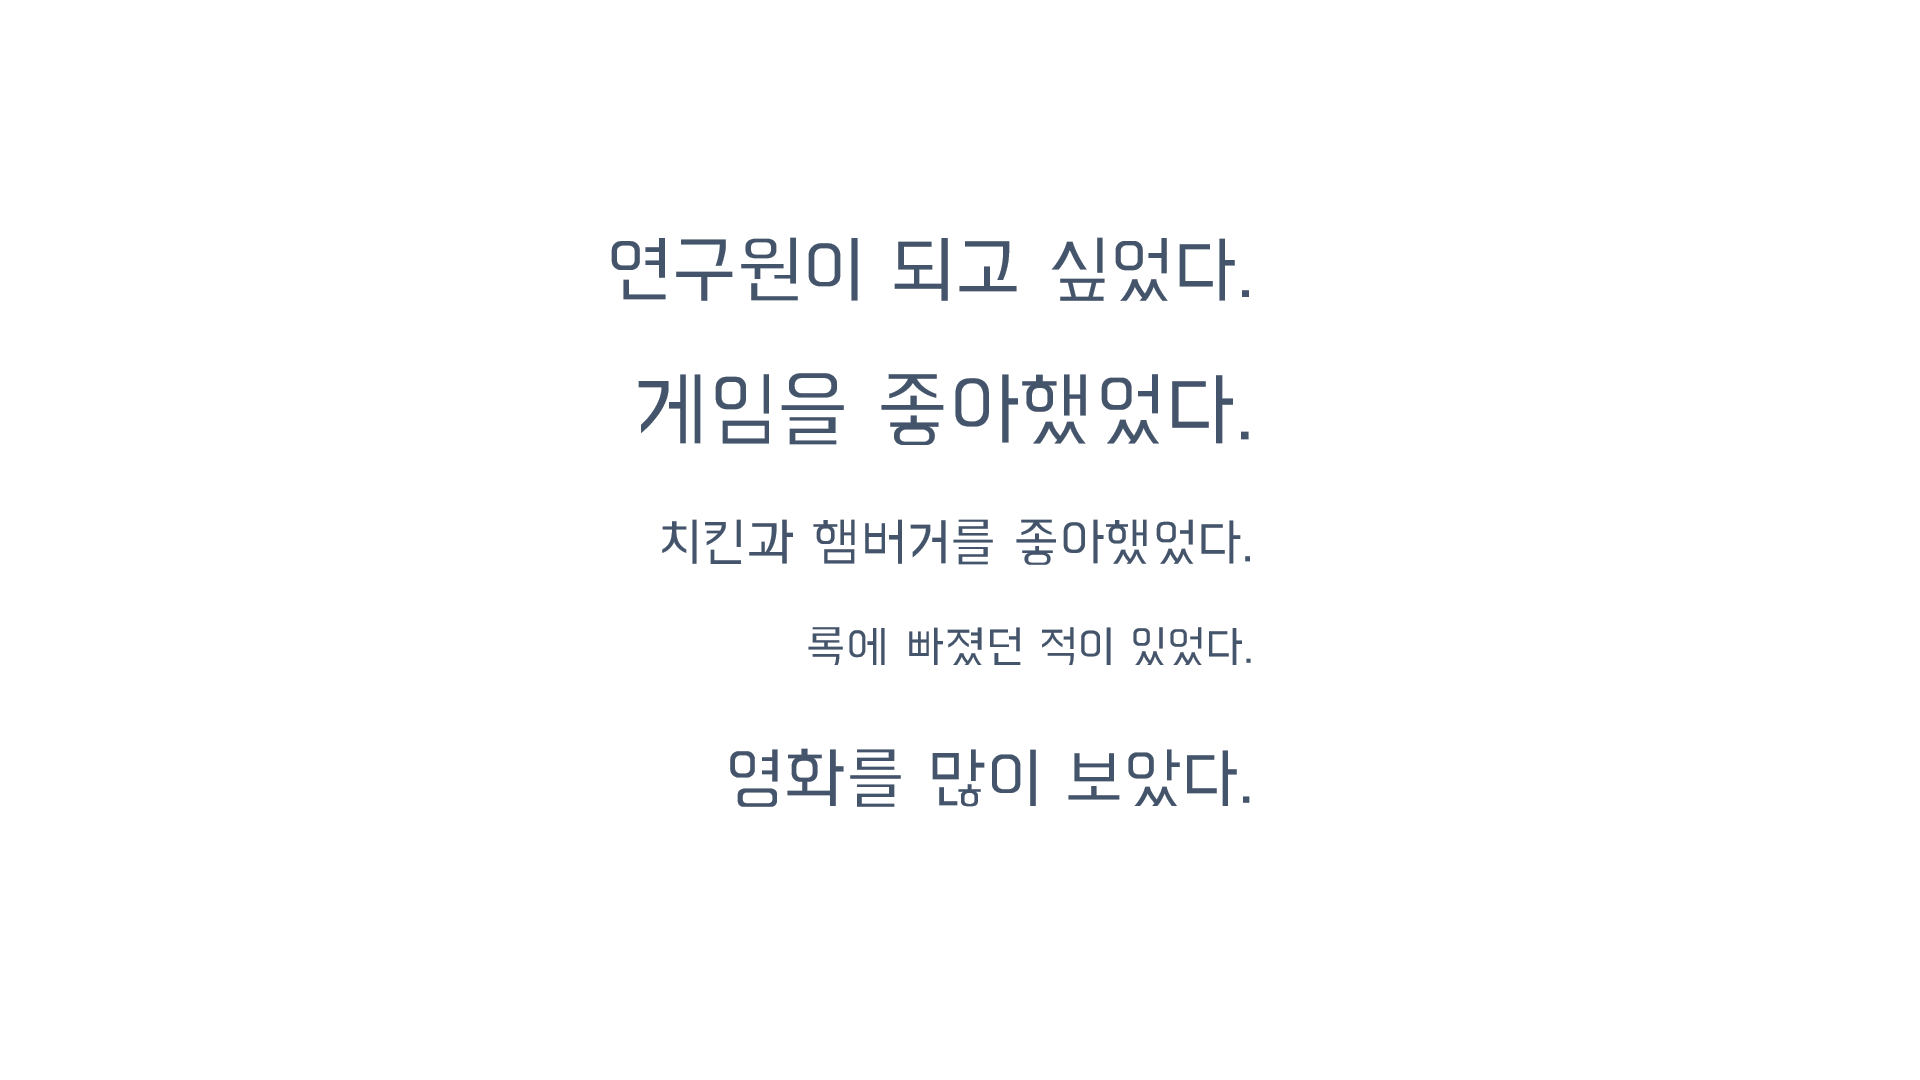 연구원이 되고 싶었다.
게임을 좋아했었다.
치킨과 햄버거를 좋아했었다.
록에 빠졌던 적이 있었다.
영화를 많이 보았다.